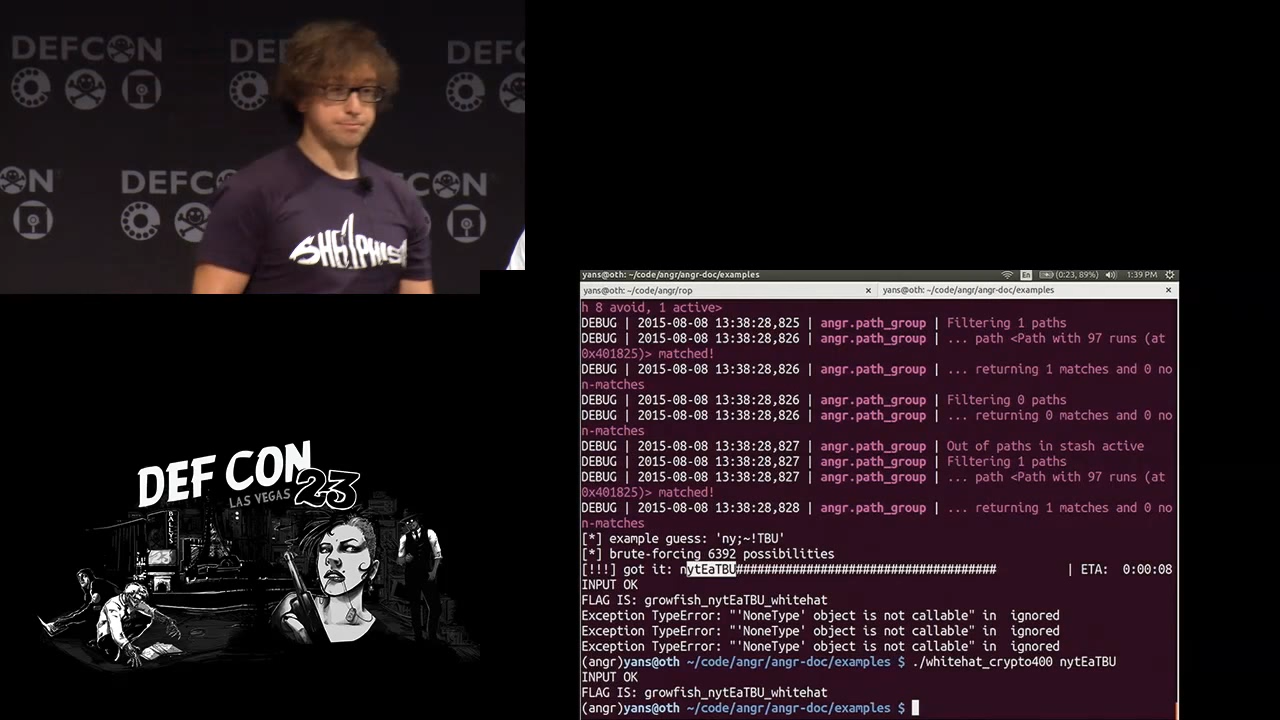 DEFCON
DEFCON
DEFC
DEFC
CON
SHELLPHISH
yans@oth: ~/code/angr/angr-doc/examples
En
(0:23, 89%)
1:39 PM
yans@oth: ~/code/angr/rop
×
yans@oth: ~/code/angr/angr-doc/examples
×
h 8 avoid, 1 active>
DEBUG | 2015-08-08 13:38:28,825 | angr.path_group | Filtering 1 paths
DEBUG | 2015-08-08 13:38:28,826 | angr.path_group | ... path <Path with 97 runs (at
0x401825)> matched!
DEBUG | 2015-08-08 13:38:28,826 | angr.path_group | ... returning 1 matches and 0 no
n-matches
DEBUG | 2015-08-08 13:38:28,826 | angr.path_group | Filtering 0 paths
DEBUG | 2015-08-08 13:38:28,826 | angr.path_group | ... returning 0 matches and 0 no
n-matches
DEBUG | 2015-08-08 13:38:28,827 | angr.path_group | Out of paths in stash active
DEBUG | 2015-08-08 13:38:28,827 | angr.path_group | Filtering 1 paths
DEBUG | 2015-08-08 13:38:28,827 | angr.path_group | ... path <Path with 97 runs (at
0x401825)> matched!
DEBUG | 2015-08-08 13:38:28,828 | angr.path_group | ... returning 1 matches and 0 no
n-matches
[*] example guess: 'ny;~!TBU'
[*] brute-forcing 6392 possibilities
[!!!] got it: nytEaTBU##################################### | ETA: 0:00:08
INPUT OK
FLAG IS: growfish_nytEaTBU_whitehat
Exception TypeError: "'NoneType' object is not callable" in ignored
Exception TypeError: "'NoneType' object is not callable" in ignored
Exception TypeError: "'NoneType' object is not callable" in ignored
(angr)yans@oth ~/code/angr/angr-doc/examples $ ./whitehat_crypto400 nytEaTBU
INPUT OK
FLAG IS: growfish_nytEaTBU_whitehat
(angr)yans@oth ~/code/angr/angr-doc/examples $
DEF CON
LAS VEGAS 23
BALLYS